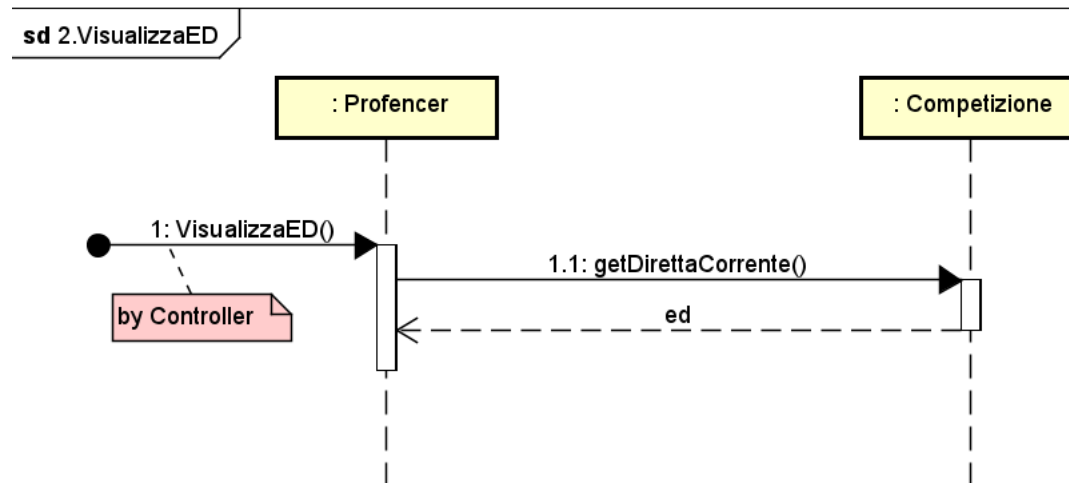 sd 2.VisualizzaED
: Profencer
: Competizione
1: VisualizzaED()
1.1: getDirettaCorrente()
by Controller
ed